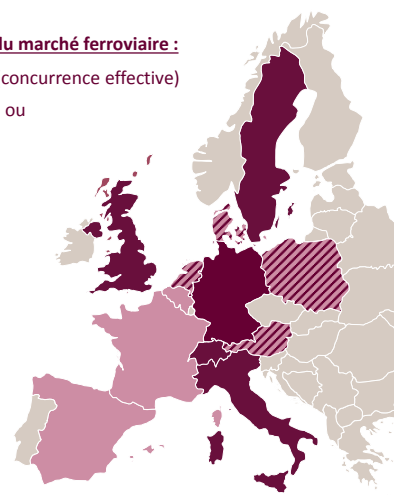 du marché ferroviaire :
concurrence effective)
ou